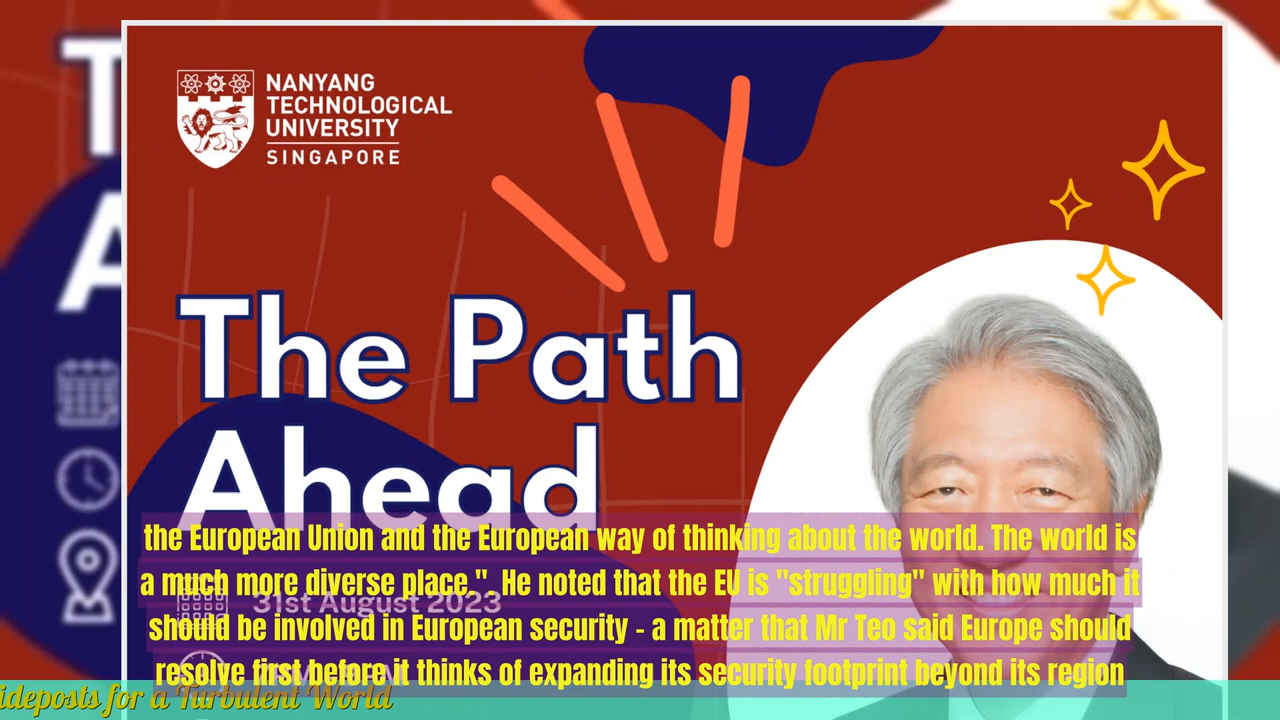 NANYANG
TECHNOLOGICAL
UNIVERSITY
SINGAPORE
The Path
Ahead
the European Union and the European way of thinking about the world. The world is
a much more diverse place.". He noted that the EU is "struggling" with how much it
31st August 2023
should be involved in European security - a matter that Mr Teo said Europe should
resolve first before it thinks of expanding its security footprint beyond its region
ideposts for a Turbulent World